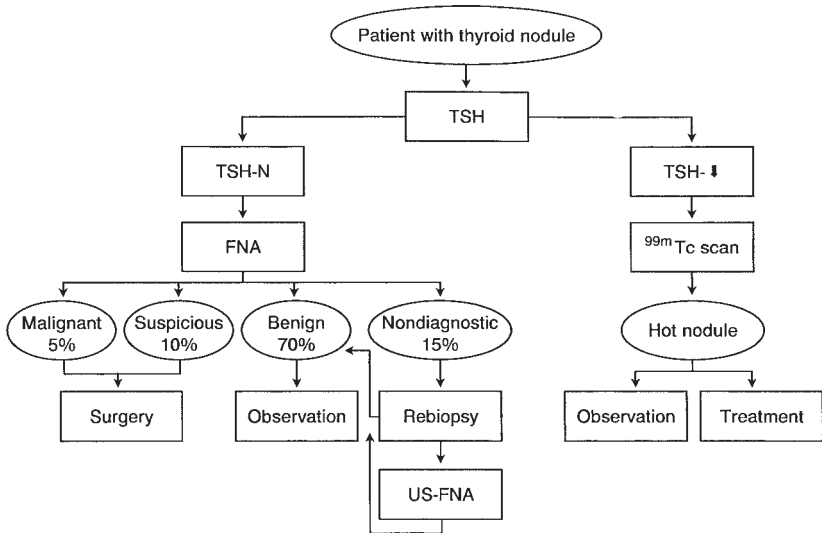 Patient with thyroid nodule
TSH
TSH-N
TSH-⬇
FNA
⁹⁹ᵐTc scan
Malignant
5%
Suspicious
10%
Benign
70%
Nondiagnostic
15%
Hot nodule
Surgery
Observation
Rebiopsy
Observation
Treatment
US-FNA